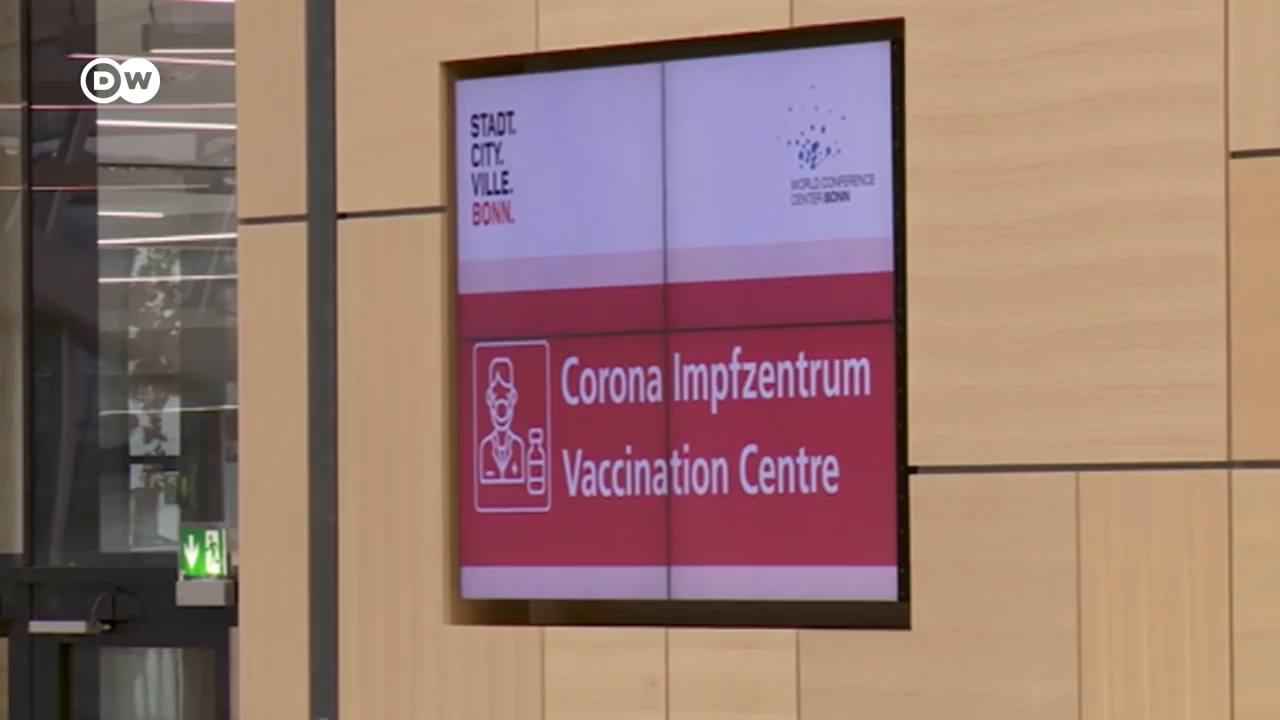 DW
STADT.
CITY.
VILLE.
BONN.
WORLD CONFERENCE
CENTER BONN
Corona Impfzentrum
Vaccination Centre